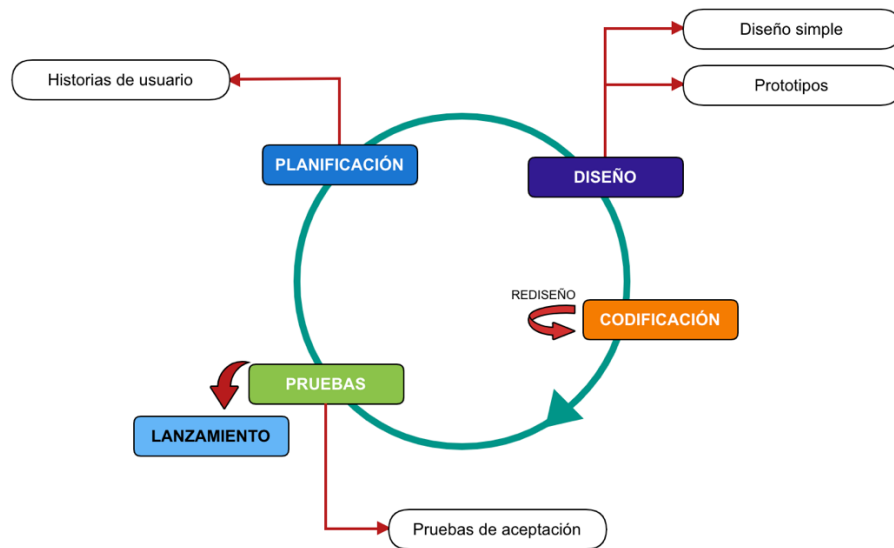 Diseño simple
Historias de usuario
Prototipos
PLANIFICACIÓN
DISEÑO
REDISEÑO
CODIFICACIÓN
PRUEBAS
LANZAMIENTO
Pruebas de aceptación